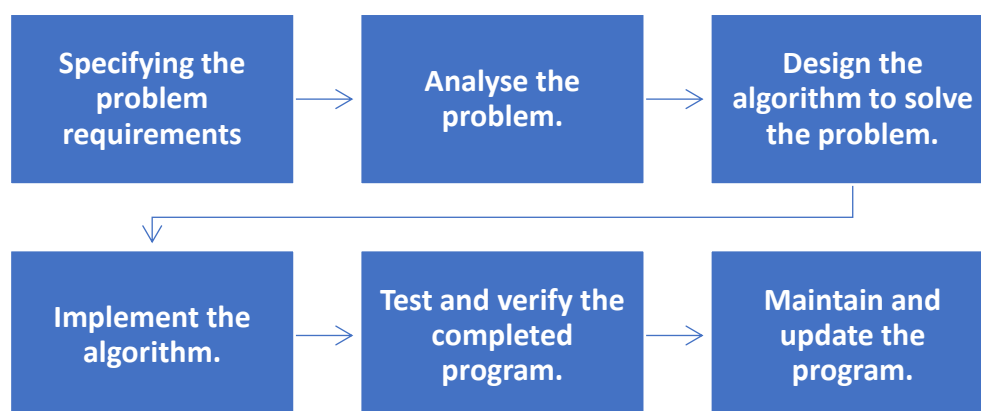 Specifying the
problem
requirements
Analyse the
problem.
Design the
algorithm to solve
the problem.
Implement the
algorithm.
Test and verify the
completed
program.
Maintain and
update the
program.